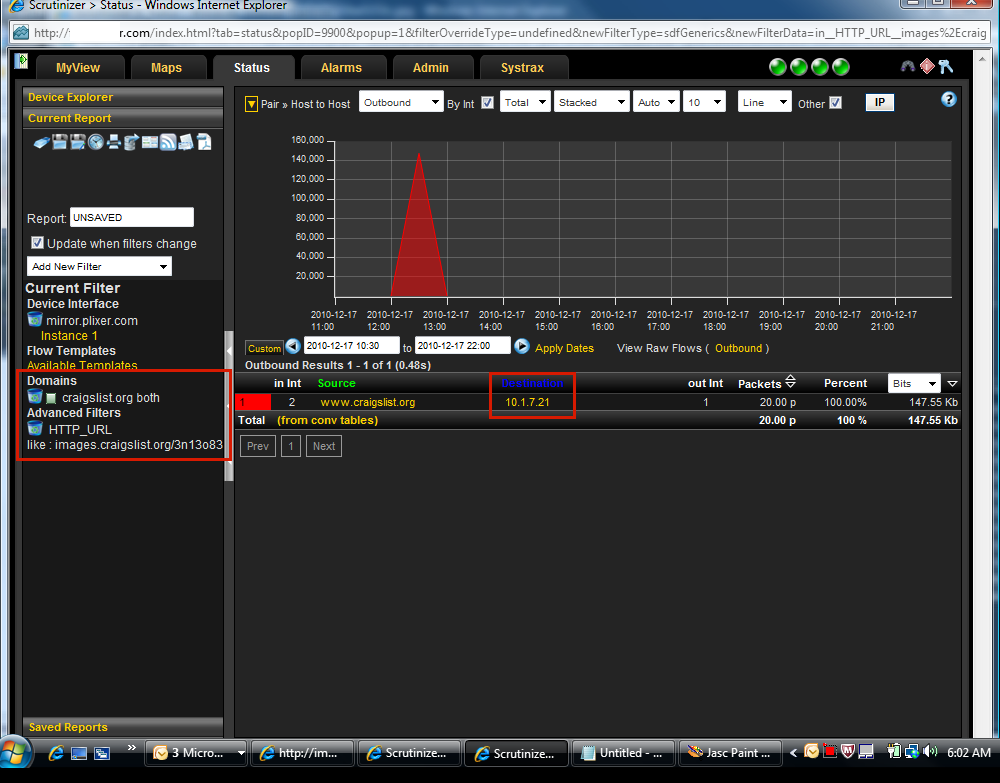 Scrutinizer > Status - Windows Internet Explorer
http://
r.com/index.html?tab=status&popID=9900&popup=1&filterOverrideType=undefined&newFilterType=sdfGenerics&newFilterData=in__HTTP_URL__images%2Ecraig
MyView Maps Status Alarms Admin Systrax
Device Explorer
Current Report
Report: UNSAVED
Update when filters change
Add New Filter
Current Filter
Device Interface
mirror.plixer.com
Instance 1
Flow Templates
Available Templates
Domains
craigslist.org both
Advanced Filters
HTTP_URL
like : images.craigslist.org/3n13o83
Saved Reports
Pair » Host to Host Outbound By Int Total Stacked Auto 10 Line Other IP
?
160,000
140,000
120,000
100,000
80,000
60,000
40,000
20,000
2010-12-17 2010-12-17 2010-12-17 2010-12-17 2010-12-17 2010-12-17 2010-12-17 2010-12-17 2010-12-17 2010-12-17 2010-12-17
11:00 12:00 13:00 14:00 15:00 16:00 17:00 18:00 19:00 20:00 21:00
Custom 2010-12-17 10:30 to 2010-12-17 22:00 Apply Dates View Raw Flows ( Outbound )
Outbound Results 1 - 1 of 1 (0.48s)
in Int Source Destination out Int Packets Percent Bits
1 2 www.craigslist.org 10.1.7.21 1 20.00 p 100.00% 147.55 Kb
Total (from conv tables) 20.00 p 100 % 147.55 Kb
Prev 1 Next
» 3 Micro... http://im... Scrutinize... Scrutinize... Untitled - ... Jasc Paint ... < 6:02 AM